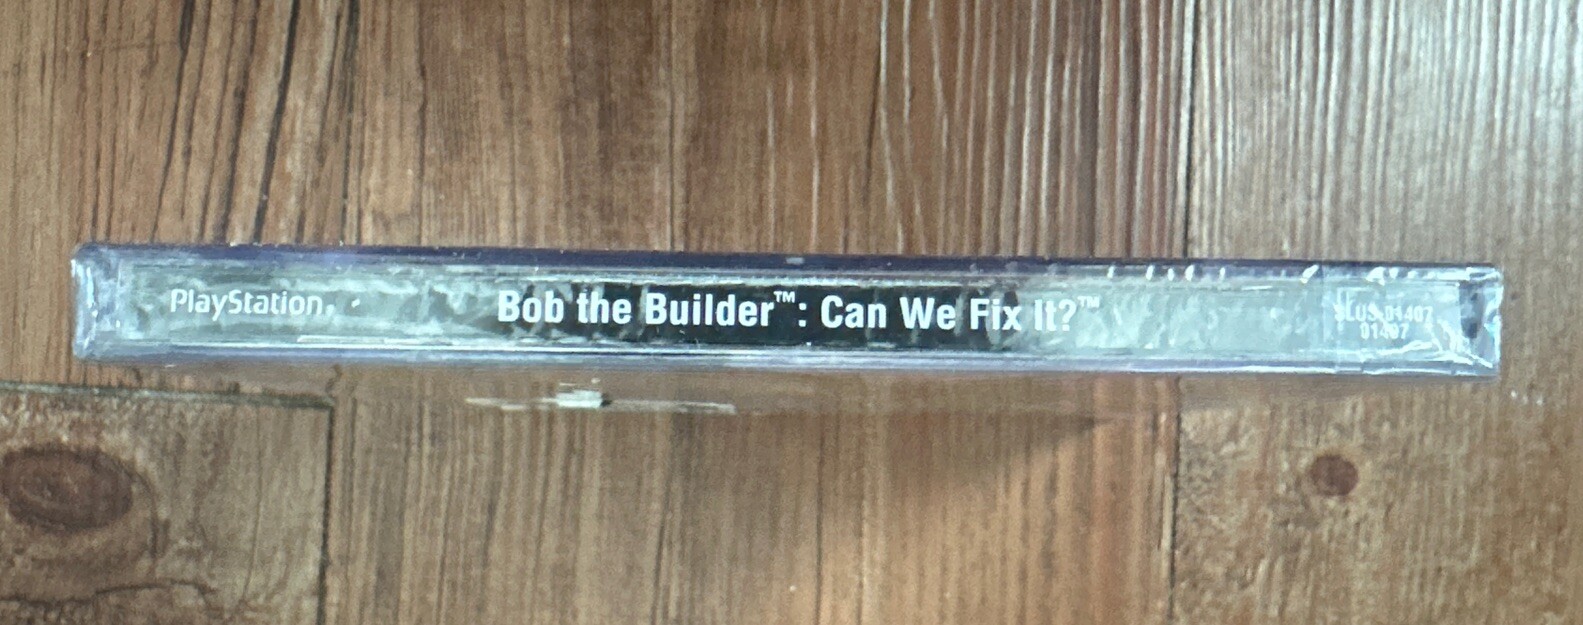 PlayStation
Bob the Builder™: Can We Fix It?™
SLUS-01407
01407